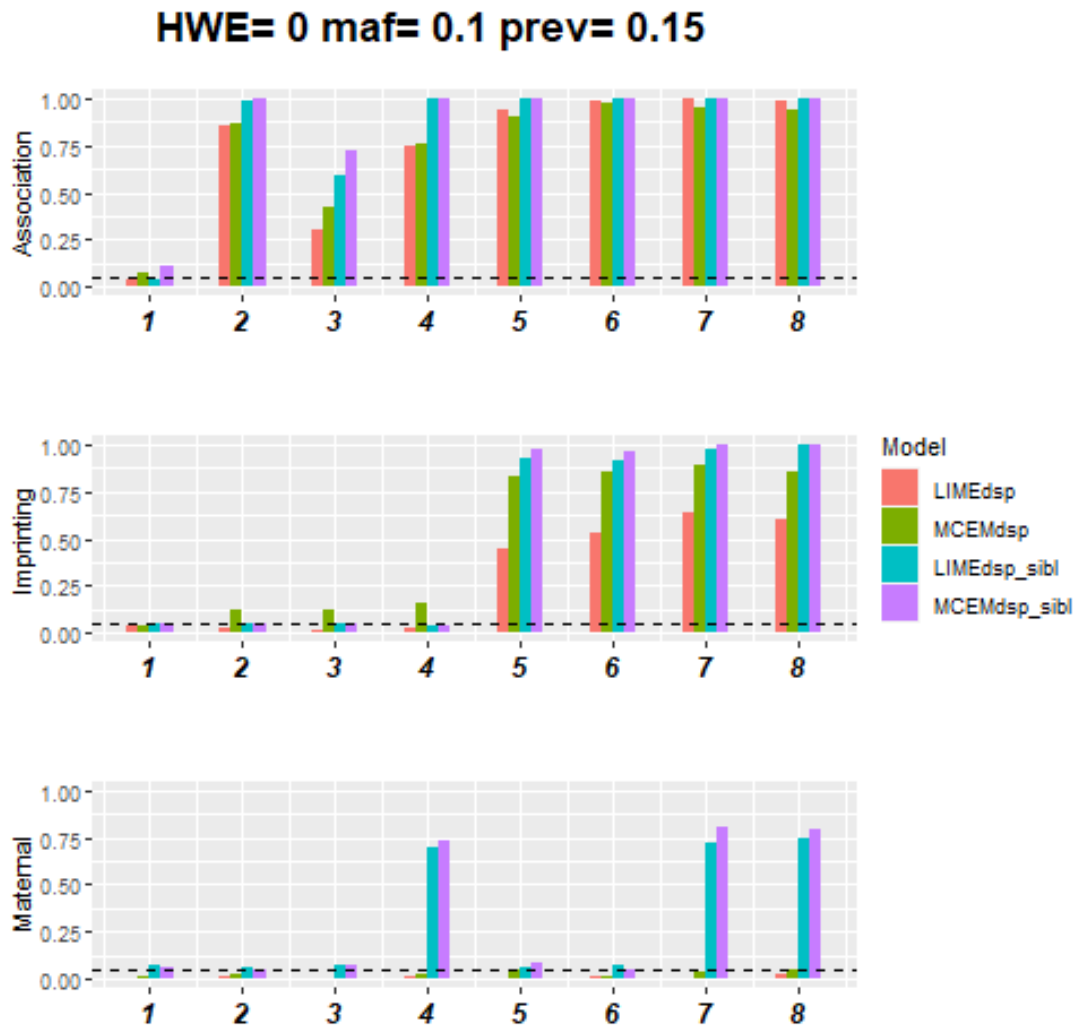 HWE= 0 maf= 0.1 prev= 0.15
Association
1.00
0.75
0.50
0.25
0.00
1 2 3 4 5 6 7 8
Imprinting
1.00
0.75
0.50
0.25
0.00
1 2 3 4 5 6 7 8
Model
LIMEdsp
MCEMdsp
LIMEdsp_sibl
MCEMdsp_sibl
Maternal
1.00
0.75
0.50
0.25
0.00
1 2 3 4 5 6 7 8